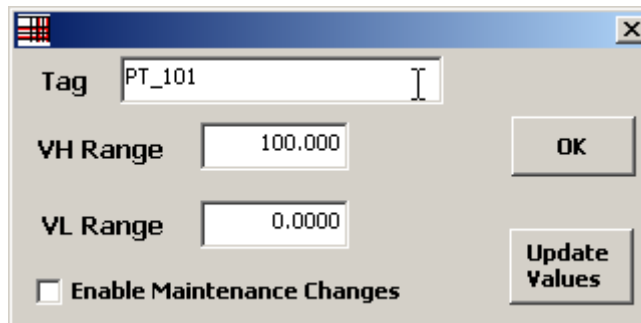 Tag PT_101
VH Range 100.000
OK
VL Range 0.0000
Update
Values
Enable Maintenance Changes